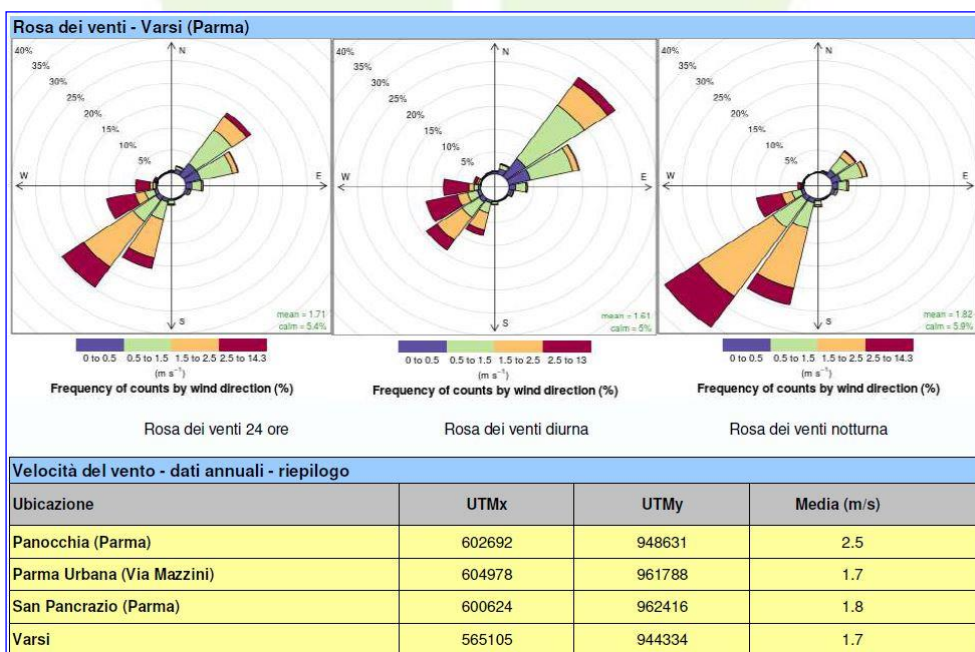 Rosa dei venti - Varsi (Parma)
N
40%
35%
30%
25%
20%
15%
10%
5%
W
E
S
mean = 1.71
calm = 5.4%
0 to 0.5 0.5 to 1.5 1.5 to 2.5 2.5 to 14.3
(m s⁻¹)
Frequency of counts by wind direction (%)
Rosa dei venti 24 ore
N
40%
35%
30%
25%
20%
15%
10%
5%
W
E
S
mean = 1.61
calm = 5%
0 to 0.5 0.5 to 1.5 1.5 to 2.5 2.5 to 13
(m s⁻¹)
Frequency of counts by wind direction (%)
Rosa dei venti diurna
N
40%
35%
30%
25%
20%
15%
10%
5%
W
E
S
mean = 1.82
calm = 5.9%
0 to 0.5 0.5 to 1.5 1.5 to 2.5 2.5 to 14.3
(m s⁻¹)
Frequency of counts by wind direction (%)
Rosa dei venti notturna
Velocità del vento - dati annuali - riepilogo
Ubicazione UTMx UTMy Media (m/s)
Panocchia (Parma) 602692 948631 2.5
Parma Urbana (Via Mazzini) 604978 961788 1.7
San Pancrazio (Parma) 600624 962416 1.8
Varsi 565105 944334 1.7